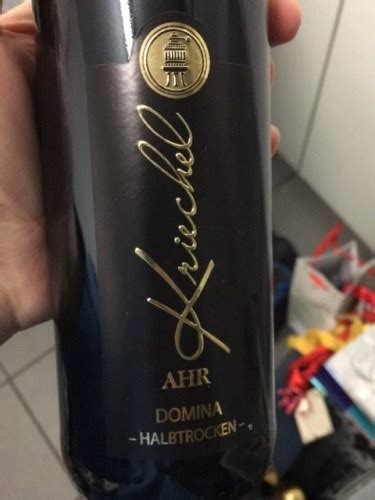 Kriechel
AHR
DOMINA
- HALBTROCKEN -